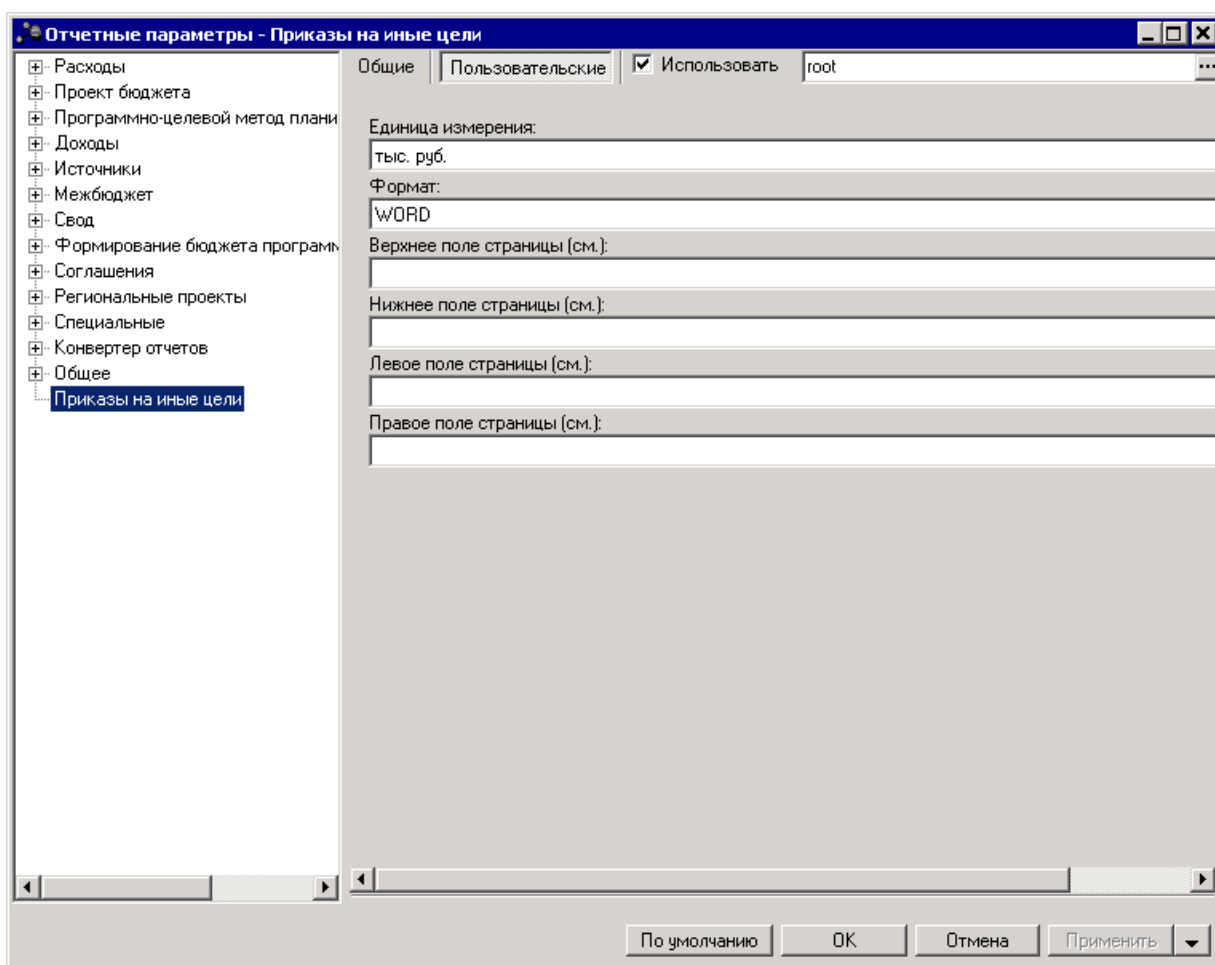 Отчетные параметры - Приказы на иные цели
Расходы
Проект бюджета
Программно-целевой метод плани
Доходы
Источники
Межбюджет
Свод
Формирование бюджета програм
Соглашения
Региональные проекты
Специальные
Конвертер отчетов
Общее
Приказы на иные цели
Общие Пользовательские Использовать root ...
Единица измерения:
тыс. руб.
Формат:
WORD
Верхнее поле страницы (см.):
Нижнее поле страницы (см.):
Левое поле страницы (см.):
Правое поле страницы (см.):
По умолчанию OK Отмена Применить